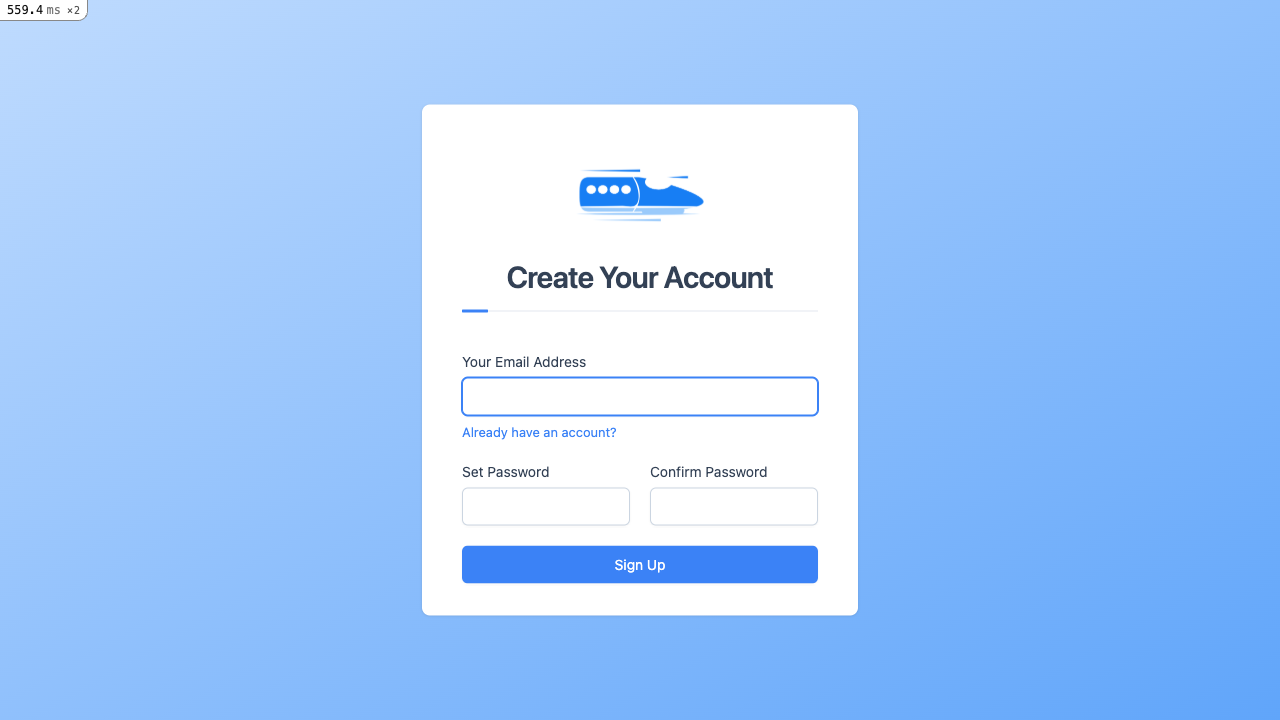 559.4 ms ×2
Create Your Account
Your Email Address
Already have an account?
Set Password
Confirm Password
Sign Up